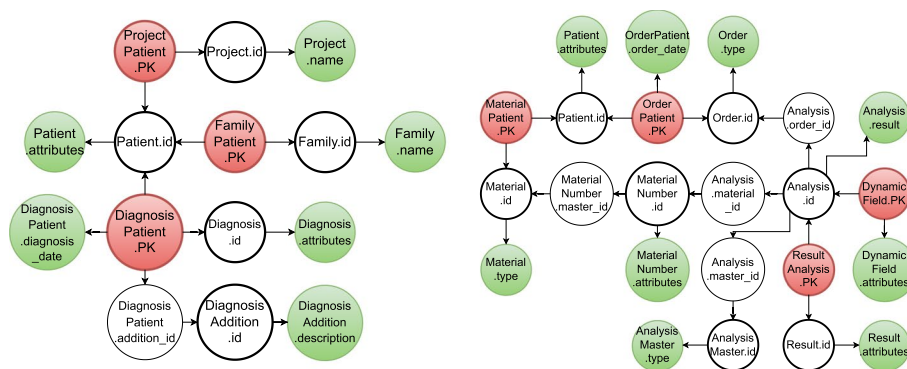 Project
Patient
.PK
Project.id
Project
.name
Patient
.attributes
Patient.id
Family
Patient
.PK
Family.id
Family
.name
Diagnosis
Patient
.diagnosis
_date
Diagnosis
Patient
.PK
Diagnosis
.id
Diagnosis
.attributes
Diagnosis
Patient
.addition_id
Diagnosis
Addition
.id
Diagnosis
Addition
.description
Patient
.attributes
OrderPatient
.order_date
Order
.type
Material
Patient
.PK
Patient.id
Order
Patient
.PK
Order.id
Analysis
.order_id
Analysis
.result
Material
.id
Material
Number
.master_id
Material
Number
.id
Analysis
.material
_id
Analysis
.id
Dynamic
Field.PK
Material
.type
Material
Number
.attributes
Analysis
.master_id
Result
Analysis
.PK
Dynamic
Field
.attributes
Analysis
Master
.type
Analysis
Master.id
Result.id
Result
.attributes